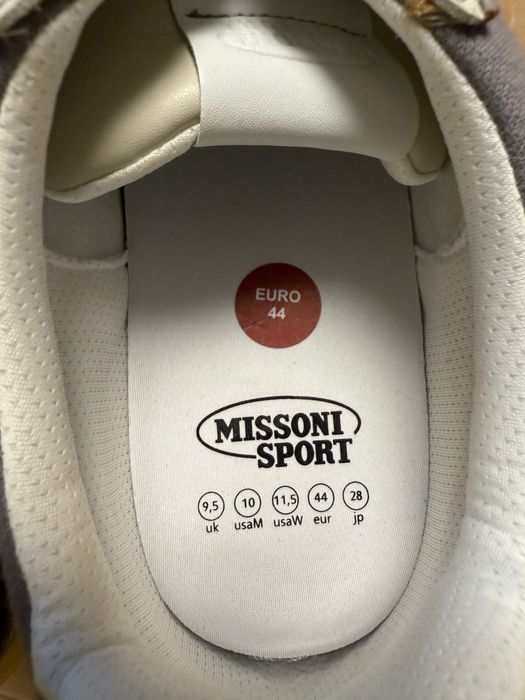 EURO
44
MISSONI
SPORT
9,5 10 11,5 44 28
uk usaM usaW eur jp